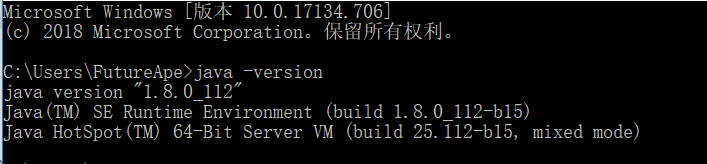 Microsoft Windows [版本 10.0.17134.706]
(c) 2018 Microsoft Corporation。保留所有权利。
C:\Users\FutureApe>java -version
java version "1.8.0_112"
Java(TM) SE Runtime Environment (build 1.8.0_112-b15)
Java HotSpot(TM) 64-Bit Server VM (build 25.112-b15, mixed mode)